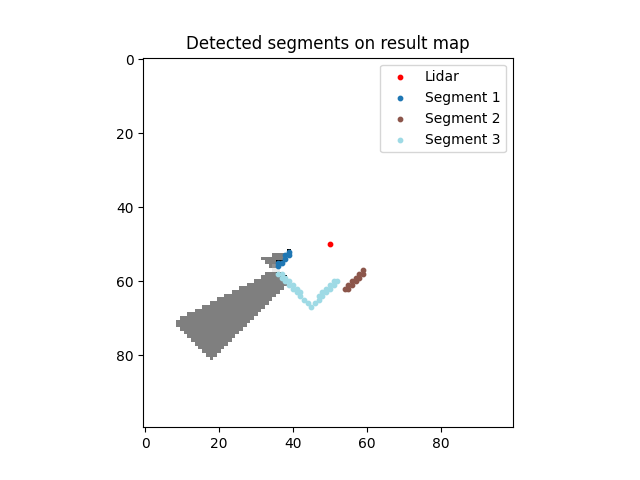 Detected segments on result map
Lidar
Segment 1
Segment 2
Segment 3
0
20
40
60
80
0 20 40 60 80